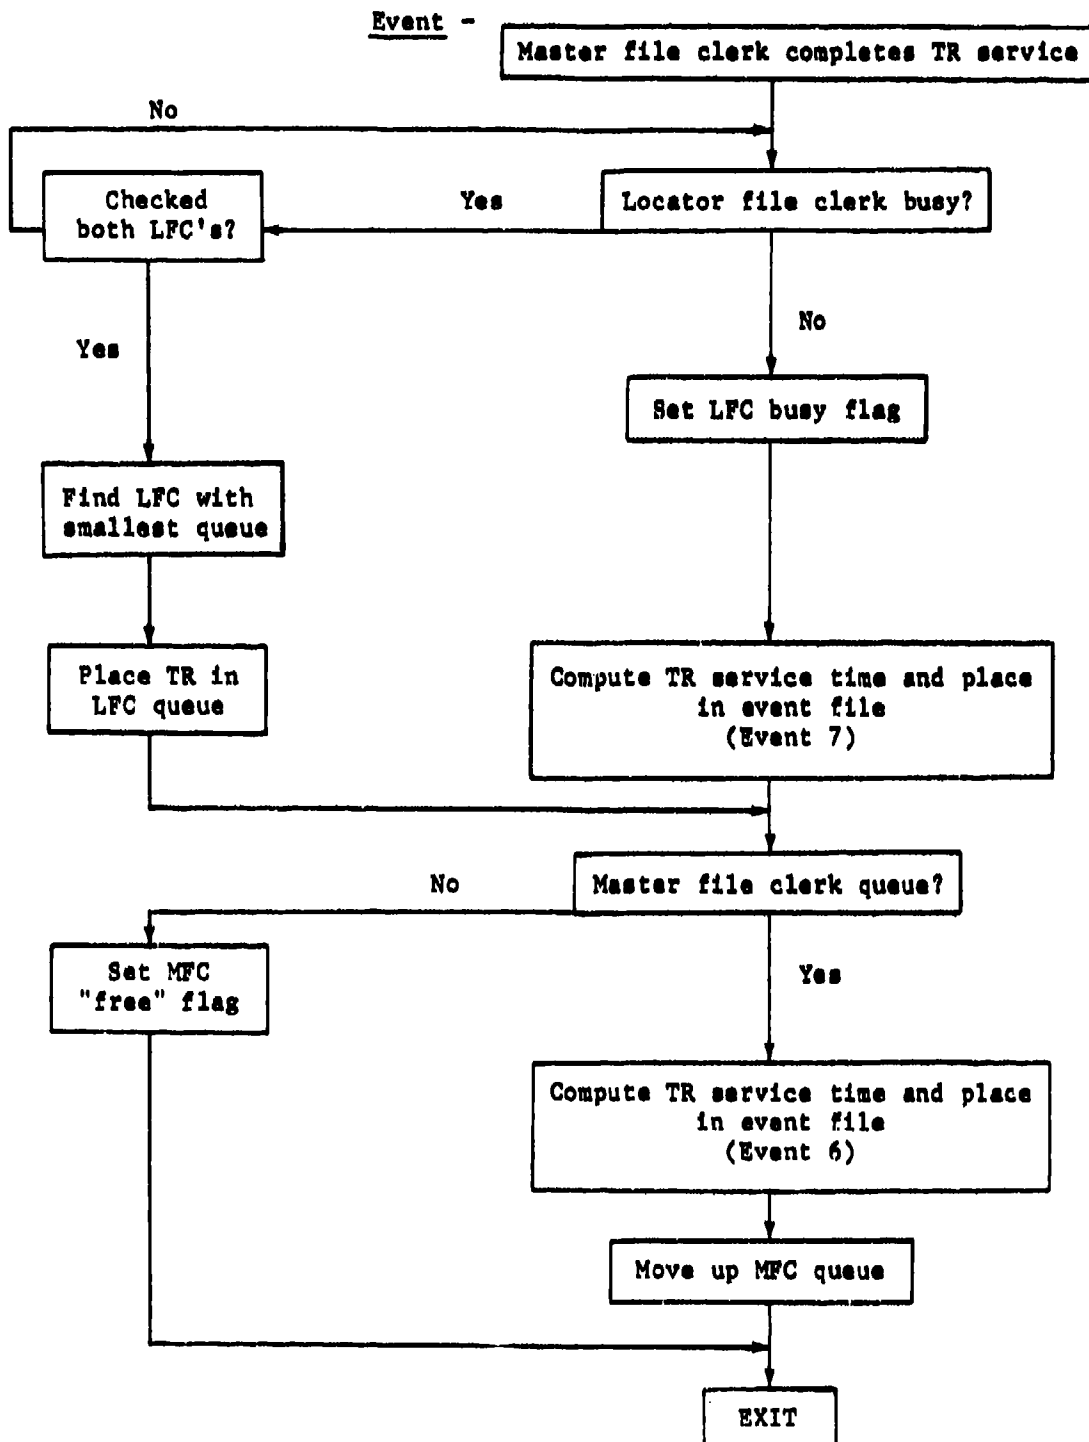 Event -
Master file clerk completes TR service
No
Checked
both LFC's?
Yes
Locator file clerk busy?
No
Yes
Set LFC busy flag
Find LFC with
smallest queue
Place TR in
LFC queue
Compute TR service time and place
in event file
(Event 7)
No
Master file clerk queue?
Set MFC
"free" flag
Yes
Compute TR service time and place
in event file
(Event 6)
Move up MFC queue
EXIT